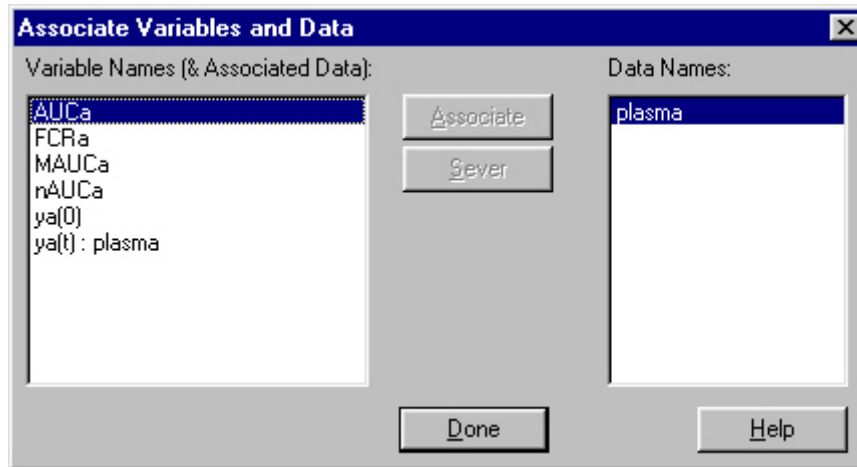 Associate Variables and Data
Variable Names (& Associated Data):
Data Names:
AUCa
FCRa
MAUCa
nAUCa
ya(0)
ya(t) : plasma
Associate
Sever
plasma
Done
Help